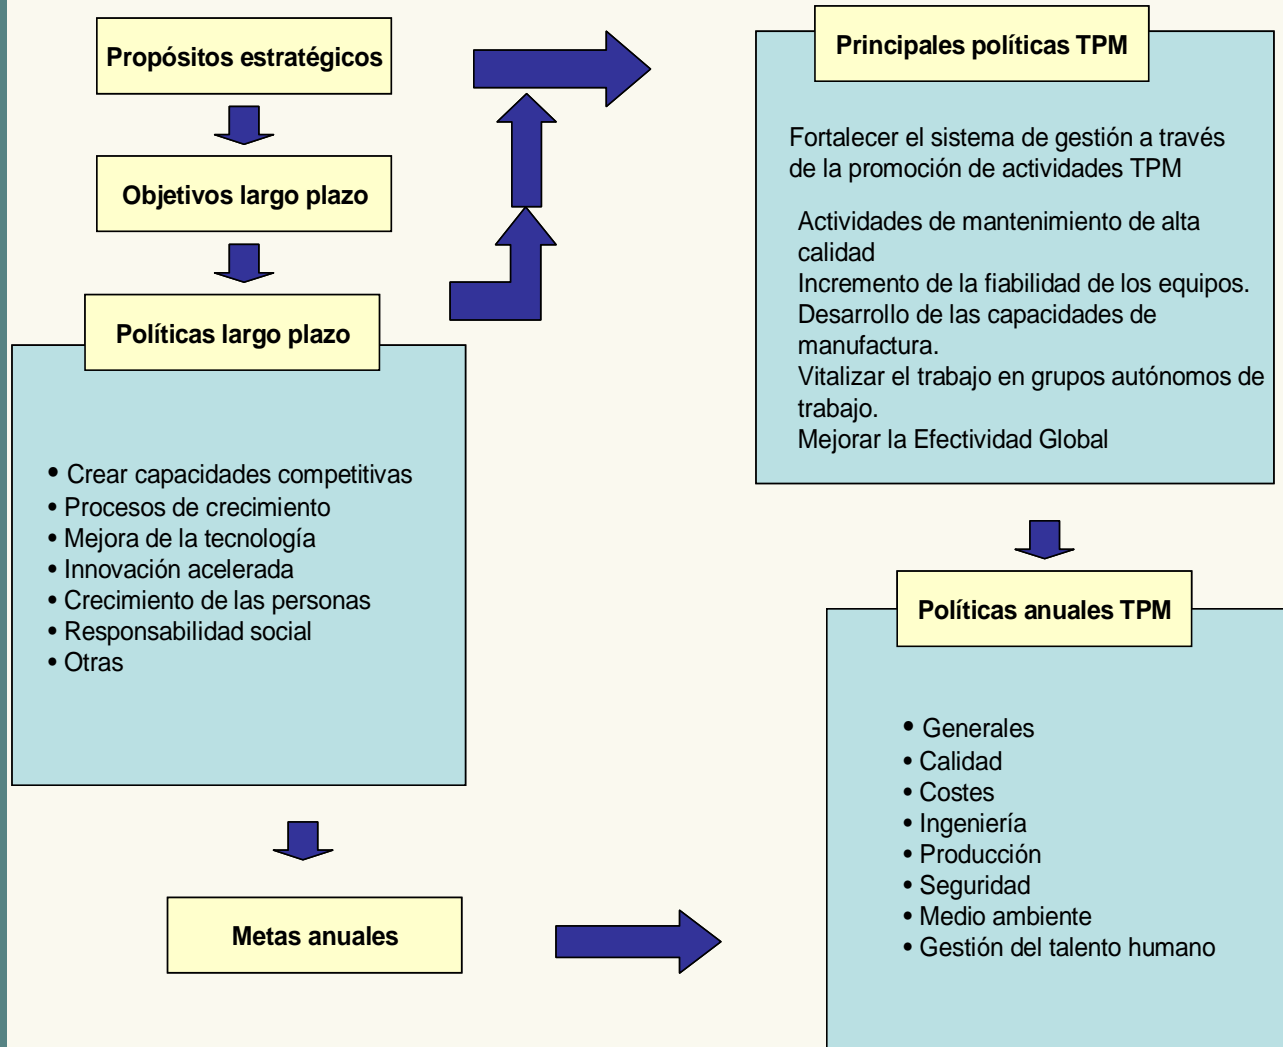 Propósitos estratégicos
Objetivos largo plazo
Políticas largo plazo
• Crear capacidades competitivas
• Procesos de crecimiento
• Mejora de la tecnología
• Innovación acelerada
• Crecimiento de las personas
• Responsabilidad social
• Otras
Metas anuales
Principales políticas TPM
Fortalecer el sistema de gestión a través
de la promoción de actividades TPM
Actividades de mantenimiento de alta
calidad
Incremento de la fiabilidad de los equipos.
Desarrollo de las capacidades de
manufactura.
Vitalizar el trabajo en grupos autónomos de
trabajo.
Mejorar la Efectividad Global
Políticas anuales TPM
• Generales
• Calidad
• Costes
• Ingeniería
• Producción
• Seguridad
• Medio ambiente
• Gestión del talento humano